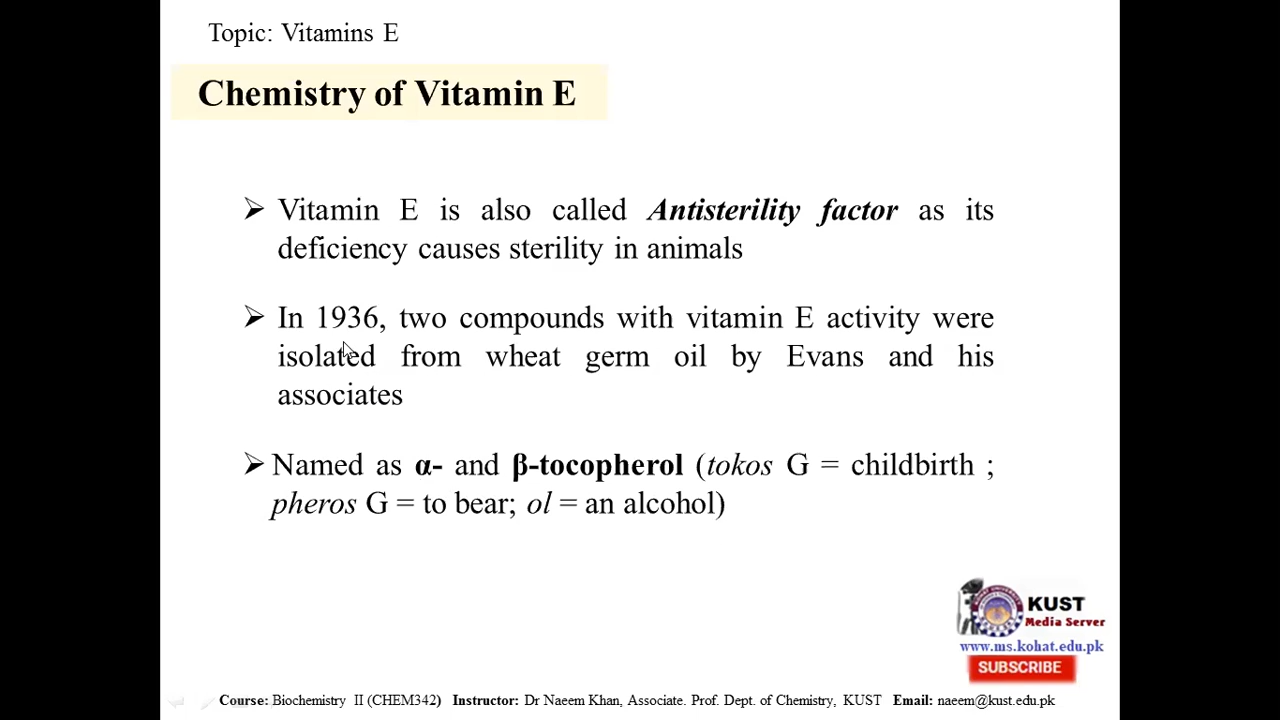 Topic: Vitamins E
Chemistry of Vitamin E
➢ Vitamin E is also called Antisterility factor as its
deficiency causes sterility in animals
➢ In 1936, two compounds with vitamin E activity were
isolated from wheat germ oil by Evans and his
associates
➢ Named as α- and β-tocopherol (tokos G = childbirth ;
pheros G = to bear; ol = an alcohol)
KUST
Media Server
www.ms.kohat.edu.pk
SUBSCRIBE
Course: Biochemistry II (CHEM342) Instructor: Dr Naeem Khan, Associate. Prof. Dept. of Chemistry, KUST Email: naeem@kust.edu.pk